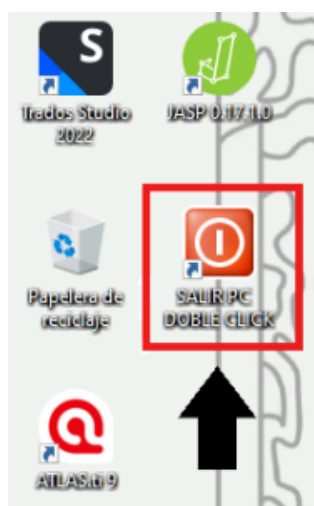 S
Trados Studio
2022
JASP 0.17.1.0
Papelera de
reciclaje
SALIR PC
DOBLE CLICK
ATLAS.ti 9